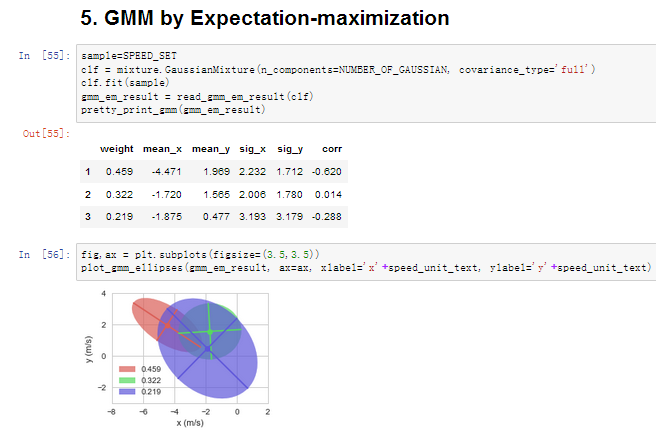 5. GMM by Expectation-maximization
In [55]:
sample=SPEED_SET
clf = mixture.GaussianMixture(n_components=NUMBER_OF_GAUSSIAN, covariance_type='full')
clf.fit(sample)
gmm_em_result = read_gmm_em_result(clf)
pretty_print_gmm(gmm_em_result)
Out[55]:
weight mean_x mean_y sig_x sig_y corr
1 0.459 -4.471 1.969 2.232 1.712 -0.620
2 0.322 -1.720 1.565 2.006 1.780 0.014
3 0.219 -1.875 0.477 3.193 3.179 -0.288
In [56]:
fig,ax = plt.subplots(figsize=(3.5,3.5))
plot_gmm_ellipses(gmm_em_result, ax=ax, xlabel='x'+speed_unit_text, ylabel='y'+speed_unit_text)
4
2
0
-2
y (m/s)
0.459
0.322
0.219
-8 -6 -4 -2 0 2
x (m/s)